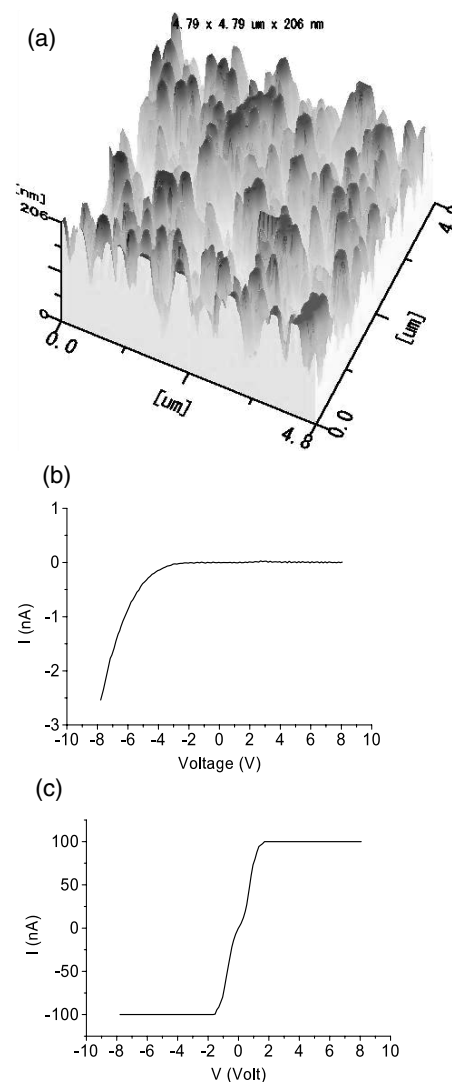 (a)
4.79 x 4.79 um x 206 nm
[nm]
206
0
0.0
[um]
4.8
0.0
[um]
(b)
1
0
-1
-2
-3
I (nA)
-10 -8 -6 -4 -2 0 2 4 6 8 10
Voltage (V)
(c)
100
50
0
-50
-100
I (nA)
-10 -8 -6 -4 -2 0 2 4 6 8 10
V (Volt)